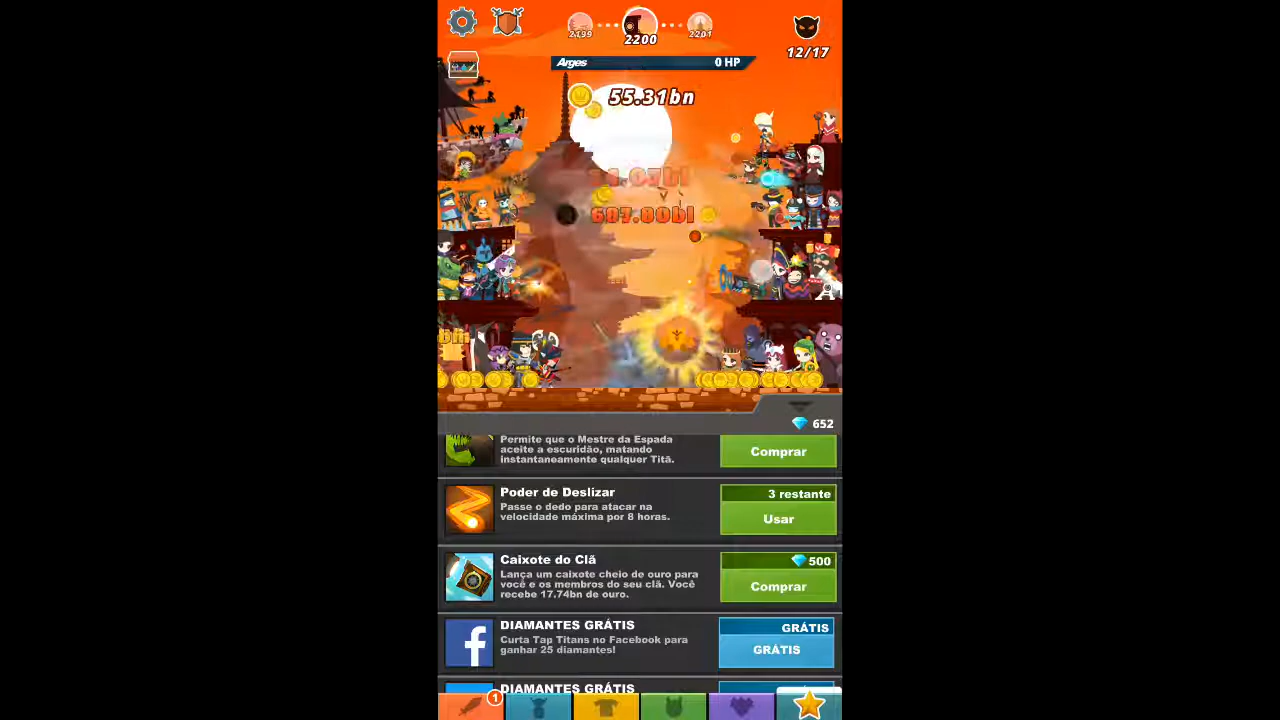 2199
2200
2201
12/17
Arges
0 HP
55.31bn
687.00bl
652
Permite que o Mestre da Espada
aceite a escuridão, matando
instantaneamente qualquer Titã.
Comprar
Poder de Deslizar
Passe o dedo para atacar na
velocidade máxima por 8 horas.
3 restante
Usar
Caixote do Clã
Lança um caixote cheio de ouro para
você e os membros do seu clã. Você
recebe 17.74bn de ouro.
500
Comprar
DIAMANTES GRÁTIS
Curta Tap Titans no Facebook para
ganhar 25 diamantes!
GRÁTIS
GRÁTIS
DIAMANTES GRÁTIS
1